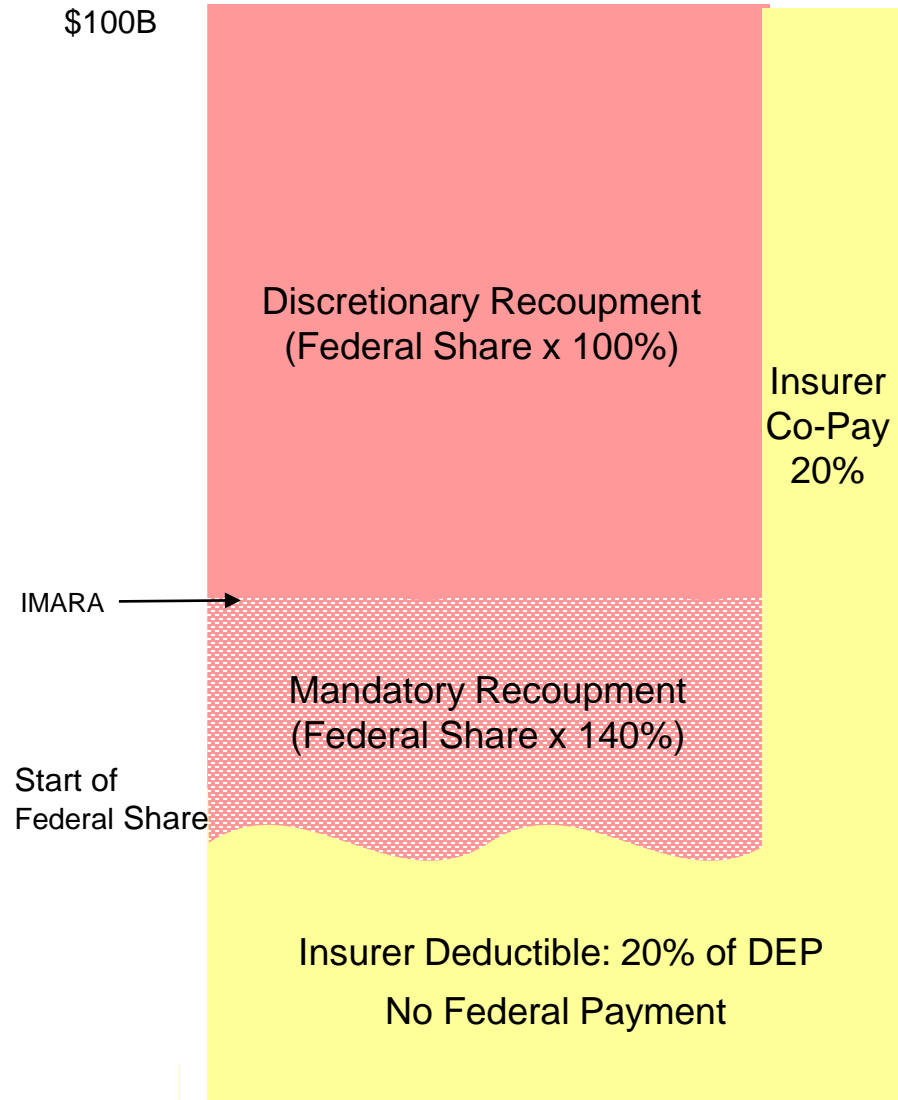 $100B
Discretionary Recoupment
(Federal Share x 100%)
Insurer
Co-Pay
20%
IMARA
Mandatory Recoupment
(Federal Share x 140%)
Start of
Federal Share
Insurer Deductible: 20% of DEP
No Federal Payment